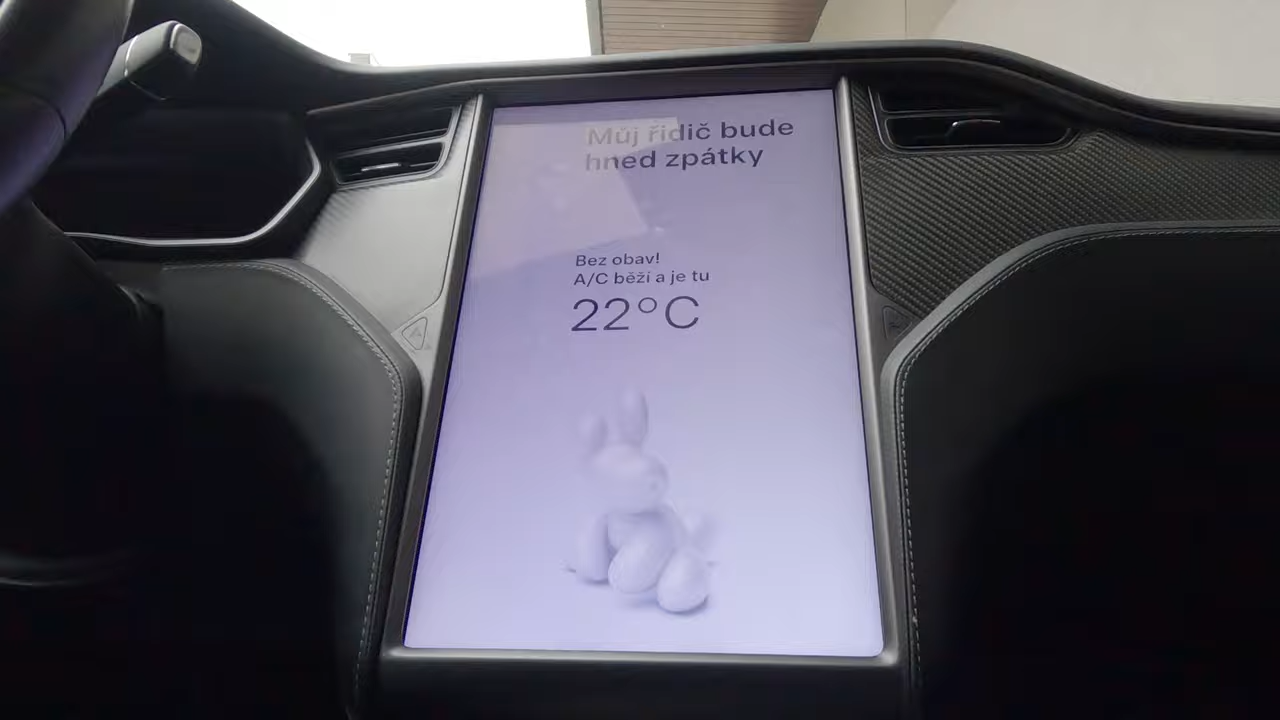 Můj řidič bude
hned zpátky
Bez obav!
A/C běží a je tu
22°C